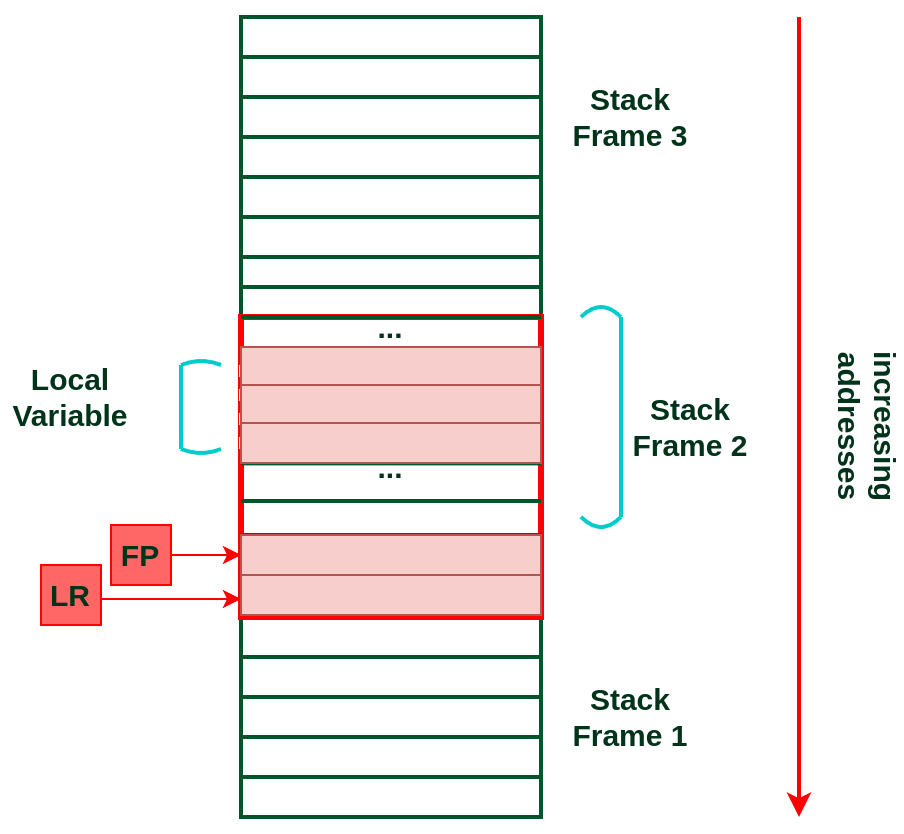 Stack
Frame 3
...
Local
Variable
Stack
Frame 2
increasing
addresses
...
FP
LR
Stack
Frame 1